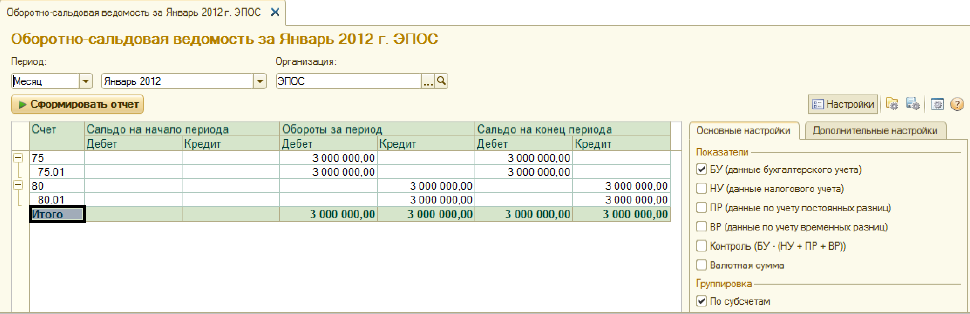 Оборотно-сальдовая ведомость за Январь 2012 г. ЭПОС
Оборотно-сальдовая ведомость за Январь 2012 г. ЭПОС
Период: Организация:
Месяц Январь 2012 ЭПОС ...
Сформировать отчет Настройки
Счет Сальдо на начало периода Обороты за период Сальдо на конец периода
Дебет Кредит Дебет Кредит Дебет Кредит
75 3 000 000,00 3 000 000,00
75.01 3 000 000,00 3 000 000,00
80 3 000 000,00 3 000 000,00
80.01 3 000 000,00 3 000 000,00
Итого 3 000 000,00 3 000 000,00 3 000 000,00 3 000 000,00
Основные настройки Дополнительные настройки
Показатели
БУ (данные бухгалтерского учета)
НУ (данные налогового учета)
ПР (данные по учету постоянных разниц)
ВР (данные по учету временных разниц)
Контроль (БУ - (НУ + ПР + ВР))
Валютная сумма
Группировка
По субсчетам